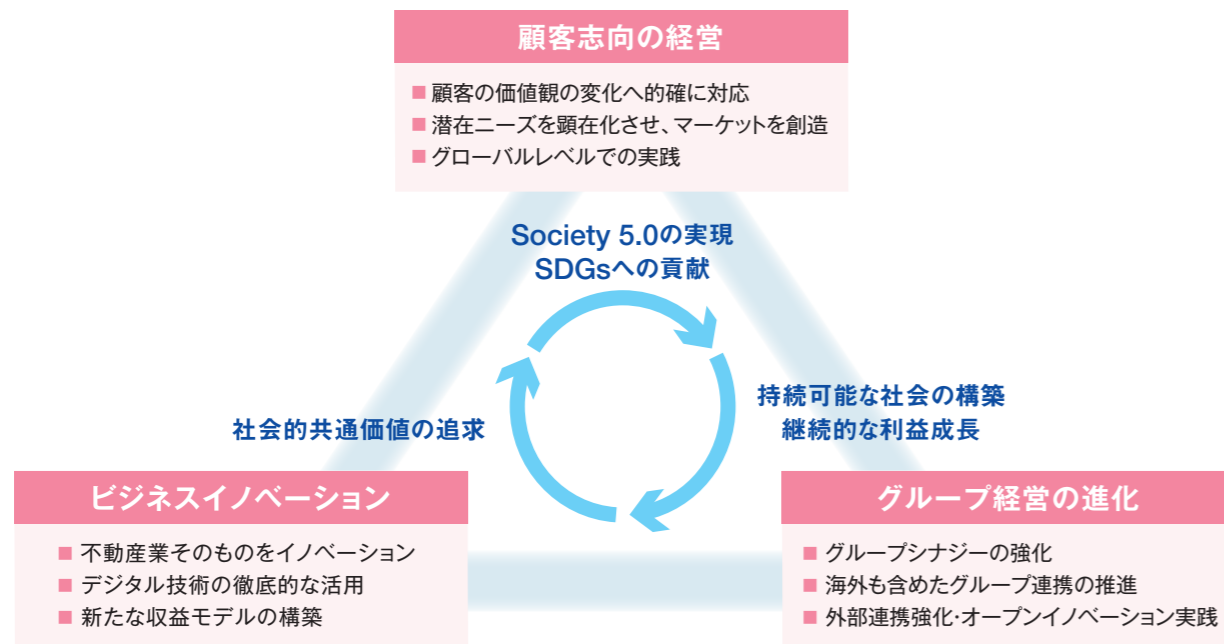 顧客志向の経営
■ 顧客の価値観の変化へ的確に対応
■ 潜在ニーズを顕在化させ、マーケットを創造
■ グローバルレベルでの実践
Society 5.0の実現
SDGsへの貢献
持続可能な社会の構築
継続的な利益成長
社会的共通価値の追求
ビジネスイノベーション
■ 不動産業そのものをイノベーション
■ デジタル技術の徹底的な活用
■ 新たな収益モデルの構築
グループ経営の進化
■ グループシナジーの強化
■ 海外も含めたグループ連携の推進
■ 外部連携強化・オープンイノベーション実践